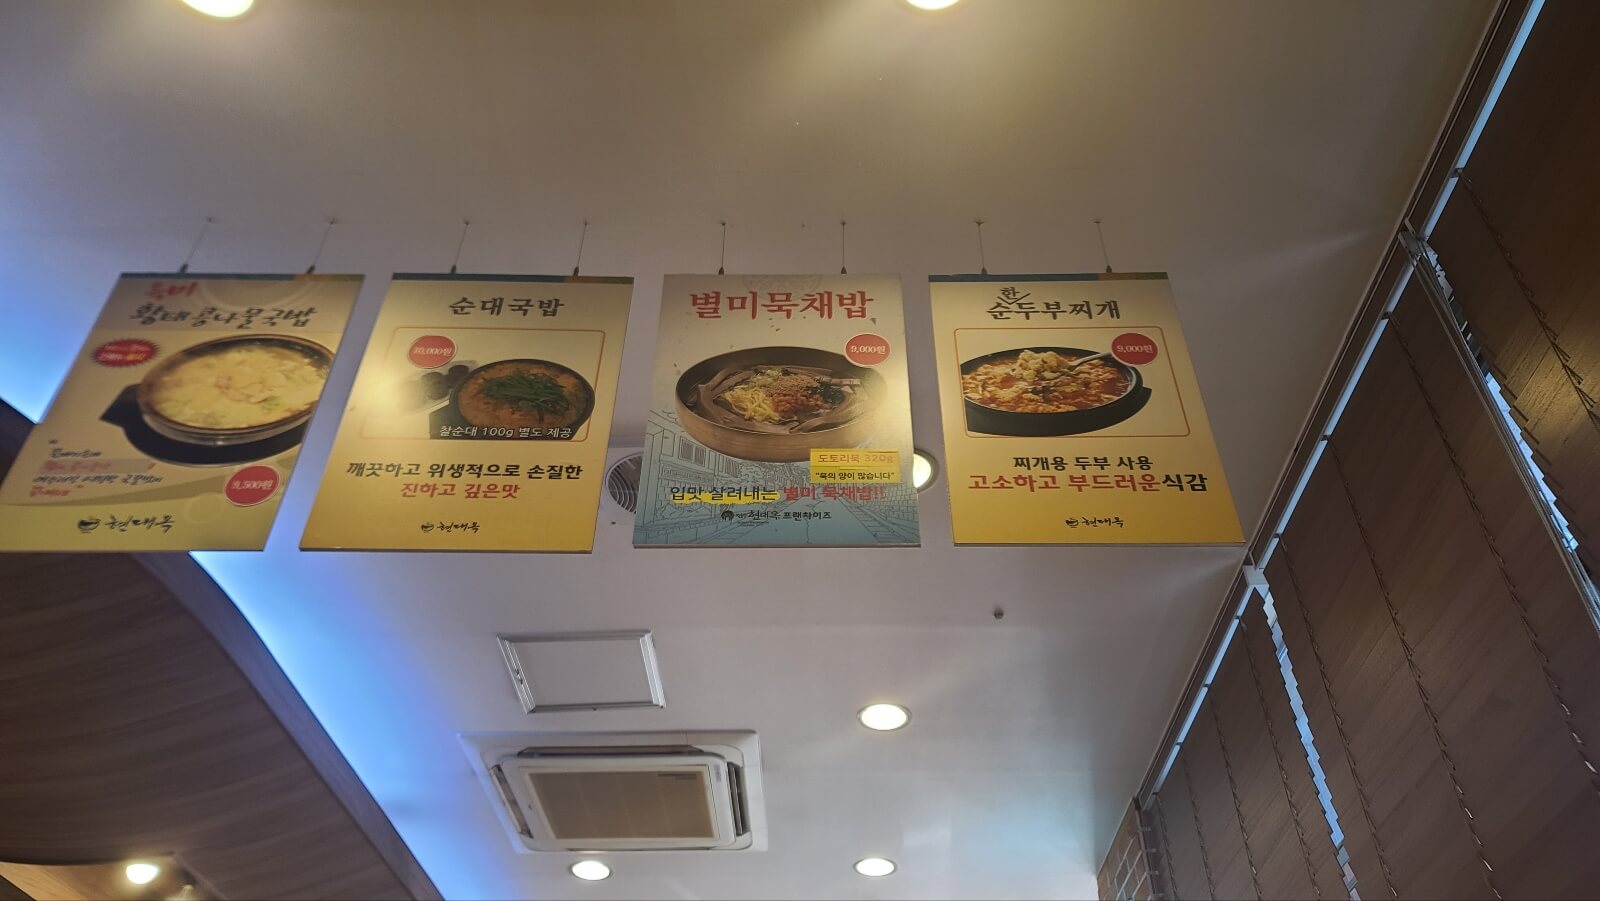 특미
황태콩나물국밥
9,500원
현대옥
순대국밥
10,000원
찰순대 100g 별도 제공
깨끗하고 위생적으로 손질한
진하고 깊은맛
현대옥
별미묵채밥
9,000원
도토리묵 320g
"묵의 양이 많습니다"
입맛 살려내는 별미 묵채밥!!
현대옥 프랜차이즈
한
순두부찌개
9,000원
찌개용 두부 사용
고소하고 부드러운식감
현대옥